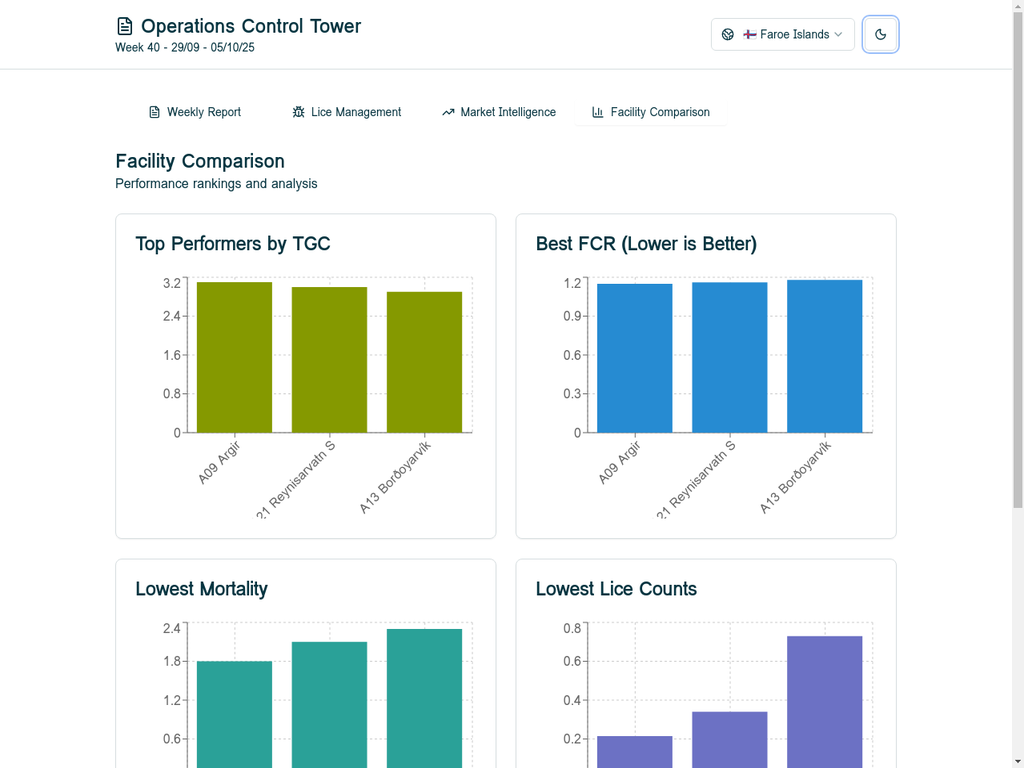 Operations Control Tower
Week 40 - 29/09 - 05/10/25
Faroe Islands
Weekly Report
Lice Management
Market Intelligence
Facility Comparison
Facility Comparison
Performance rankings and analysis
Top Performers by TGC
3.2
2.4
1.6
0.8
0
A09 Argir
21 Reynisarvatn S
A13 Borðoyarvík
Best FCR (Lower is Better)
1.2
0.9
0.6
0.3
0
A09 Argir
21 Reynisarvatn S
A13 Borðoyarvík
Lowest Mortality
2.4
1.8
1.2
0.6
Lowest Lice Counts
0.8
0.6
0.4
0.2